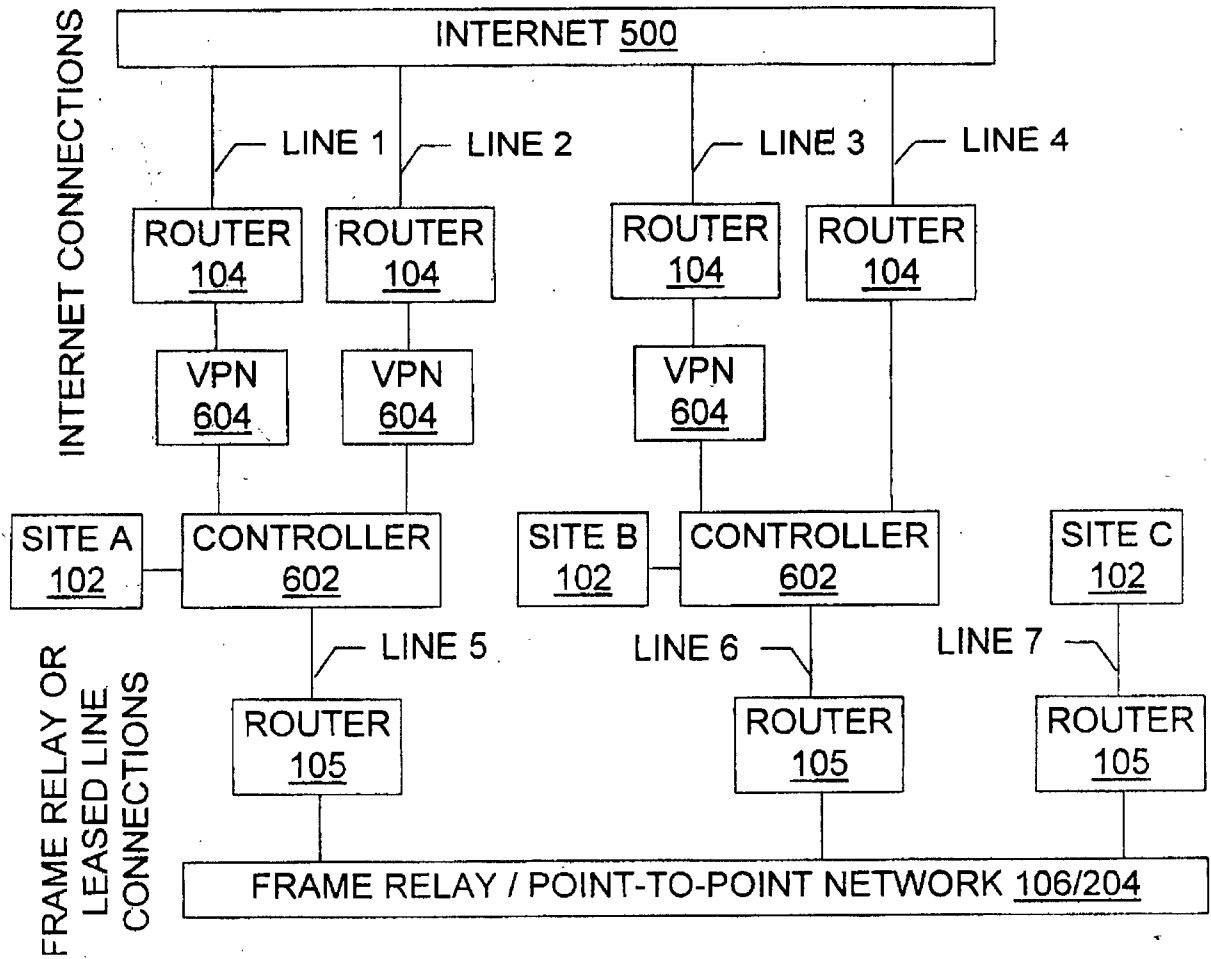 INTERNET CONNECTIONS
INTERNET 500
LINE 1
LINE 2
LINE 3
LINE 4
ROUTER
104
ROUTER
104
ROUTER
104
ROUTER
104
VPN
604
VPN
604
VPN
604
SITE A
102
CONTROLLER
602
SITE B
102
CONTROLLER
602
SITE C
102
FRAME RELAY OR
LEASED LINE
CONNECTIONS
LINE 5
LINE 6
LINE 7
ROUTER
105
ROUTER
105
ROUTER
105
FRAME RELAY / POINT-TO-POINT NETWORK 106/204